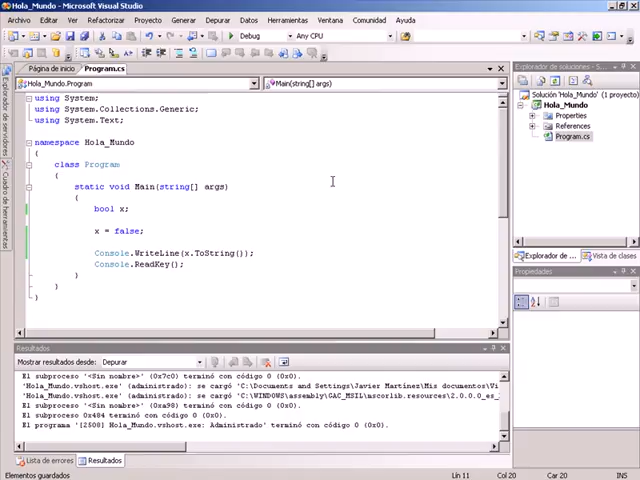 Hola_Mundo - Microsoft Visual Studio
Archivo Editar Ver Refactorizar Proyecto Generar Depurar Datos Herramientas Ventana Comunidad Ayuda
Debug Any CPU
Página de inicio Program.cs
Hola_Mundo.Program Main(string[] args)
using System;
using System.Collections.Generic;
using System.Text;
namespace Hola_Mundo
{
class Program
{
static void Main(string[] args)
{
bool x;
x = false;
Console.WriteLine(x.ToString());
Console.ReadKey();
}
}
}
Explorador de servidores
Cuadro de herramientas
Explorador de soluciones - H
Solución 'Hola_Mundo' (1 proyecto)
Hola_Mundo
Properties
References
Program.cs
Explorador de ... Vista de clases
Propiedades
Resultados
Mostrar resultados desde: Depurar
El subproceso '<Sin nombre>' (0x7c0) terminó con código 0 (0x0).
'Hola_Mundo.vshost.exe' (administrado): se cargó 'C:\Documents and Settings\Javier Martines\Mis documentos\Vi
'Hola_Mundo.vshost.exe' (administrado): se cargó 'C:\WINDOWS\assembly\GAC_MSIL\mscorlib.resources\2.0.0.0_es_
El subproceso '<Sin nombre>' (0xa98) terminó con código 0 (0x0).
El subproceso 0x484 terminó con código 0 (0x0).
El programa '[2508] Hola_Mundo.vshost.exe: Administrado' terminó con código 0 (0x0).
Lista de errores Resultados
Elementos guardados Lín 11 Col 20 Car 20 INS